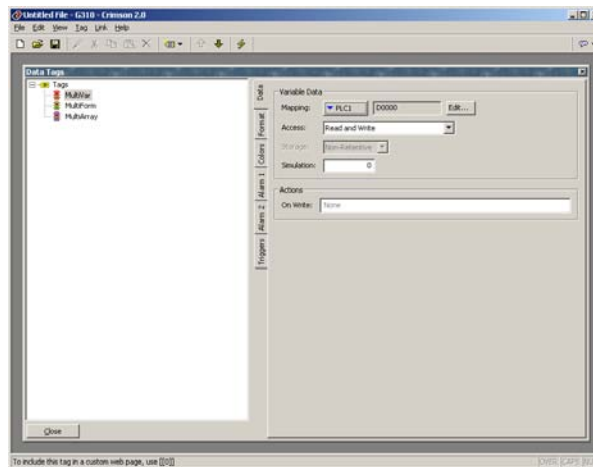 Untitled File - G310 - Crimson 2.0
File Edit View Tag Link Help
Data Tags
Tags
MultiVar
MultiForm
MultiArray
Data
Format
Colors
Alarm 1
Alarm 2
Triggers
Variable Data
Mapping: PLC1 D0000 Edit...
Access: Read and Write
Storage: Non-Retentive
Simulation: 0
Actions
On Write: None
Close
To include this tag in a custom web page, use [[0]]
OVER CAPS